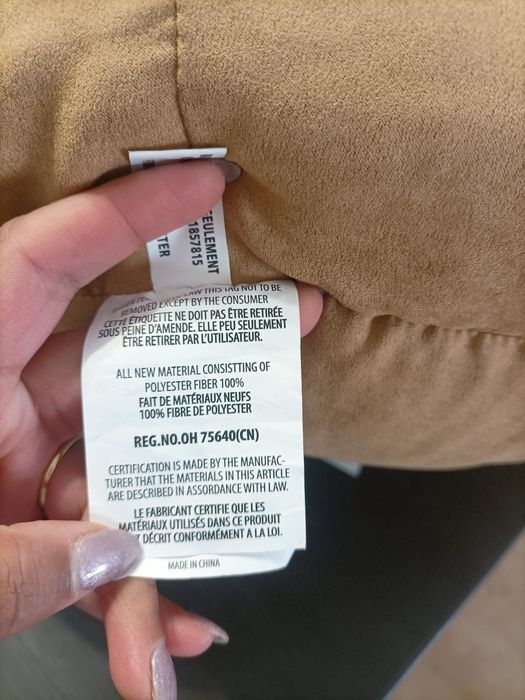 EULEMENT
1857815
TER
LAW THIS TAG NOT TO BE
REMOVED EXCEPT BY THE CONSUMER
CETTE ÉTIQUETTE NE DOIT PAS ÊTRE RETIRÉE
SOUS PEINE D'AMENDE. ELLE PEU SEULEMENT
ÊTRE RETIRER PAR L'UTILISATEUR.
ALL NEW MATERIAL CONSISTTING OF
POLYESTER FIBER 100%
FAIT DE MATÉRIAUX NEUFS
100% FIBRE DE POLYESTER
REG.NO.OH 75640(CN)
CERTIFICATION IS MADE BY THE MANUFAC-
TURER THAT THE MATERIALS IN THIS ARTICLE
ARE DESCRIBED IN ACCORDANCE WITH LAW.
LE FABRICANT CERTIFIE QUE LES
MATÉRIAUX UTILISÉS DANS CE PRODUIT
DÉCRIT CONFORMÉMENT A LA LOI.
MADE IN CHINA